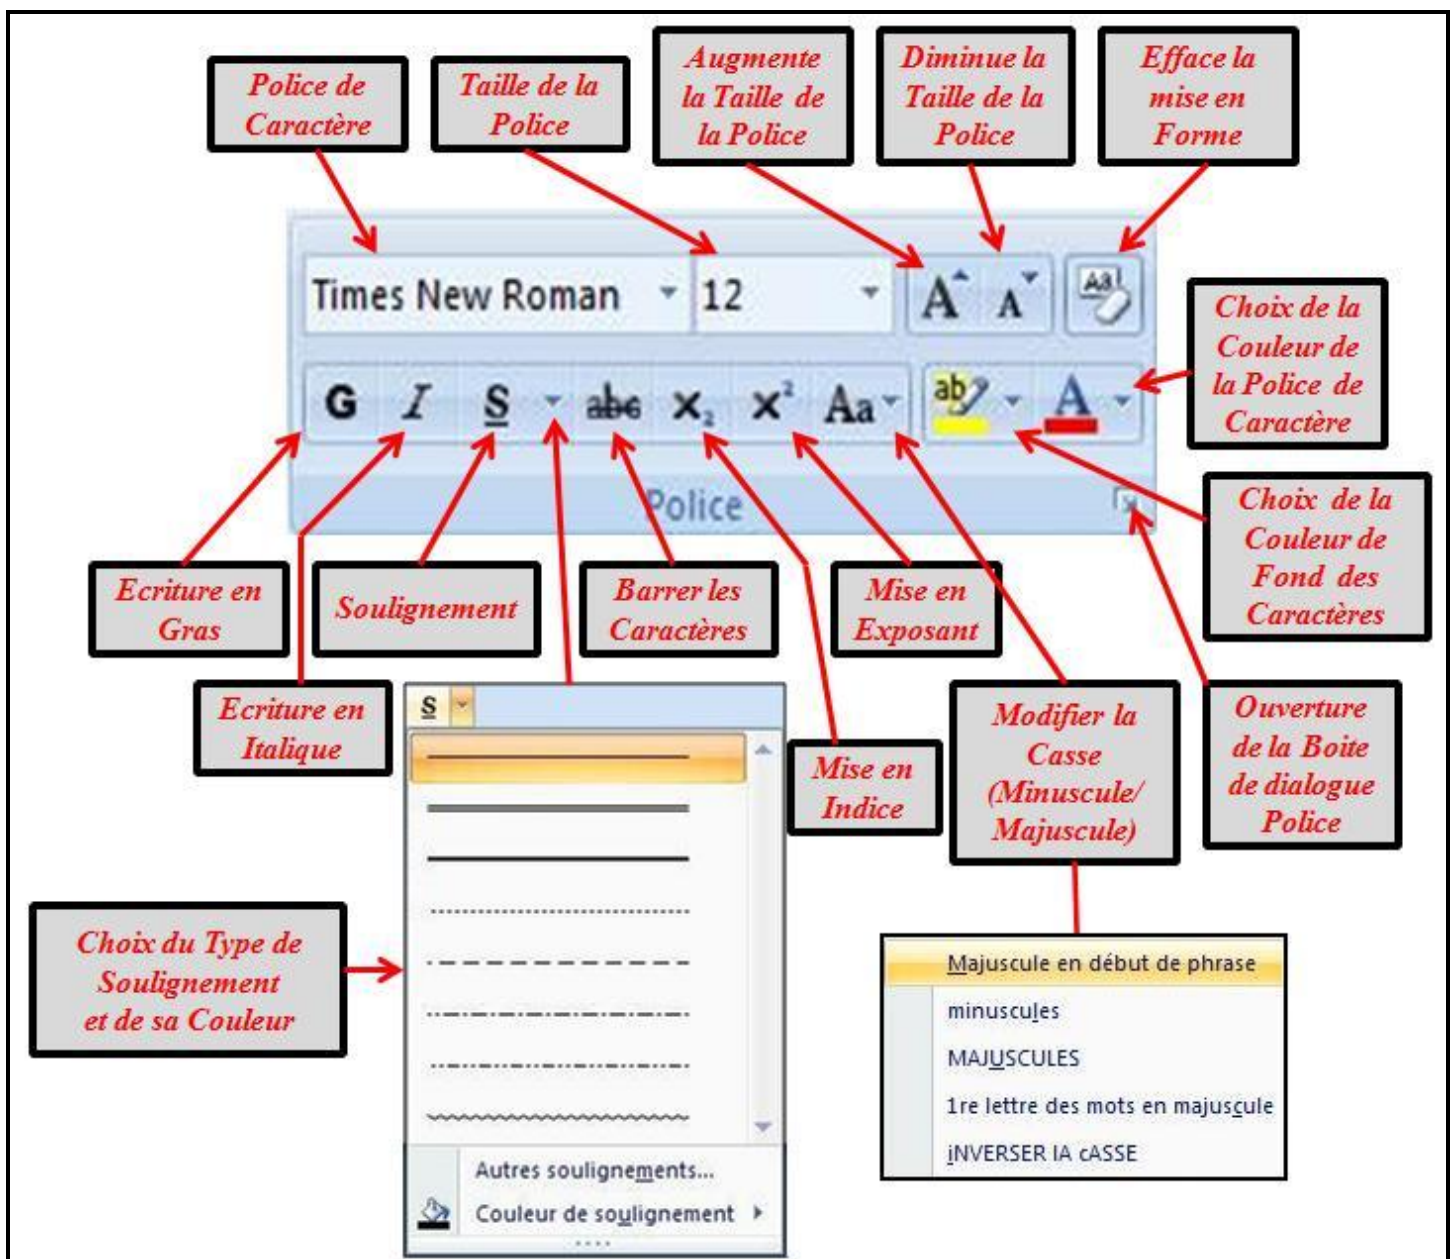 Police de
Caractère
Taille de la
Police
Augmente
la Taille de
la Police
Diminue la
Taille de la
Police
Efface la
mise en
Forme
Times New Roman
12
A A
Aa
Choix de la
Couleur de
la Police de
Caractère
G I S abc x₂ x² Aa ab A
Police
Choix de la
Couleur de
Fond des
Caractères
Ecriture en
Gras
Soulignement
Barrer les
Caractères
Mise en
Exposant
Ecriture en
Italique
S
Mise en
Indice
Modifier la
Casse
(Minuscule/
Majuscule)
Ouverture
de la Boite
de dialogue
Police
Choix du Type de
Soulignement
et de sa Couleur
Autres soulignements...
Couleur de soulignement
Majuscule en début de phrase
minuscules
MAJUSCULES
1re lettre des mots en majuscule
iNVERSER lA cASSE